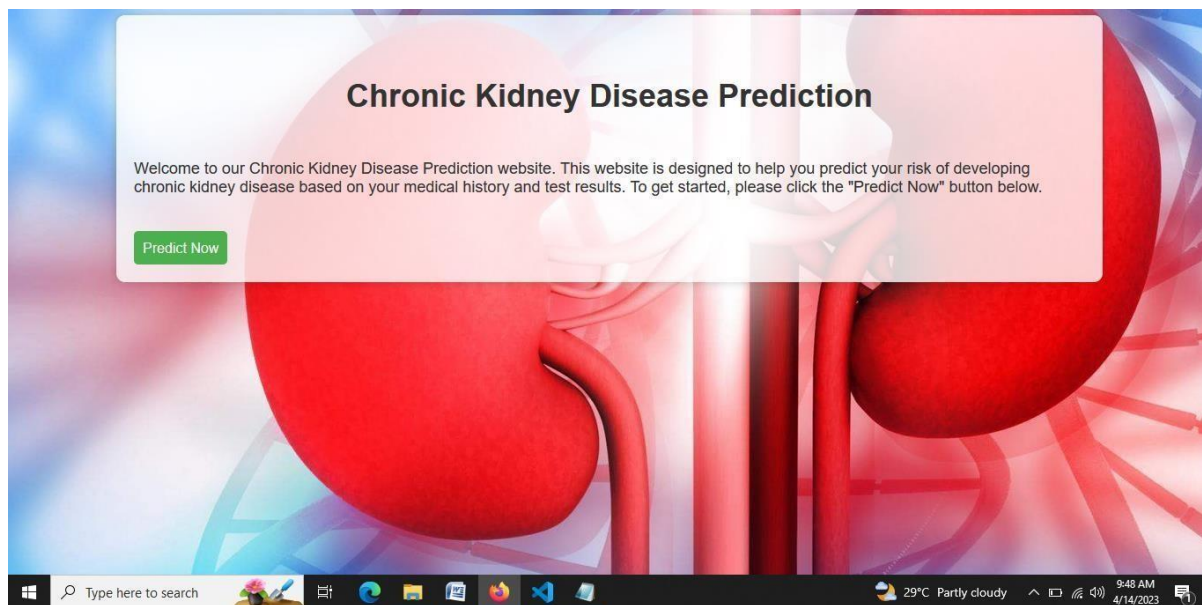 Chronic Kidney Disease Prediction
Welcome to our Chronic Kidney Disease Prediction website. This website is designed to help you predict your risk of developing
chronic kidney disease based on your medical history and test results. To get started, please click the "Predict Now" button below.
Predict Now
Type here to search
29°C Partly cloudy
9:48 AM
4/14/2023
1